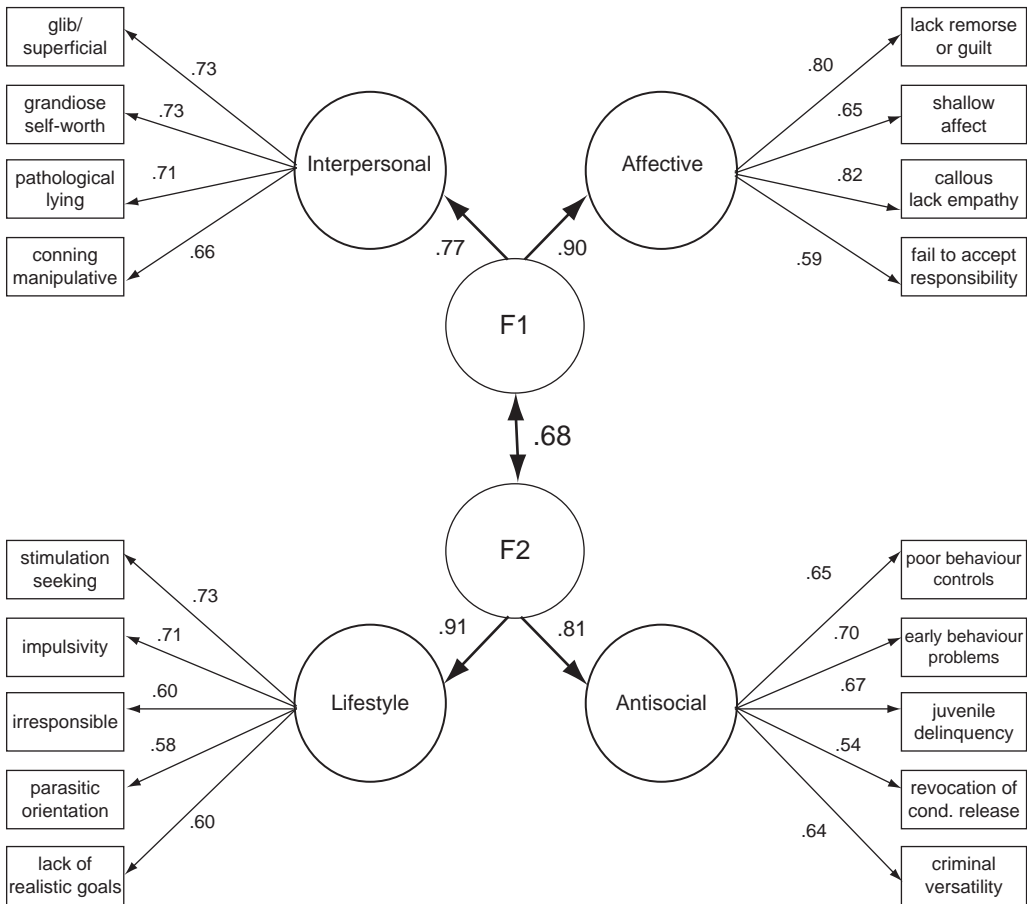 glib/
superficial
.73
grandiose
self-worth
.73
pathological
lying
.71
conning
manipulative
.66
Interpersonal
Affective
lack remorse
or guilt
.80
shallow
affect
.65
callous
lack empathy
.82
fail to accept
responsibility
.59
.77
.90
F1
.68
F2
.91
.81
stimulation
seeking
.73
impulsivity
.71
irresponsible
.60
parasitic
orientation
.58
lack of
realistic goals
.60
Lifestyle
Antisocial
poor behaviour
controls
.65
early behaviour
problems
.70
juvenile
delinquency
.67
revocation of
cond. release
.54
criminal
versatility
.64